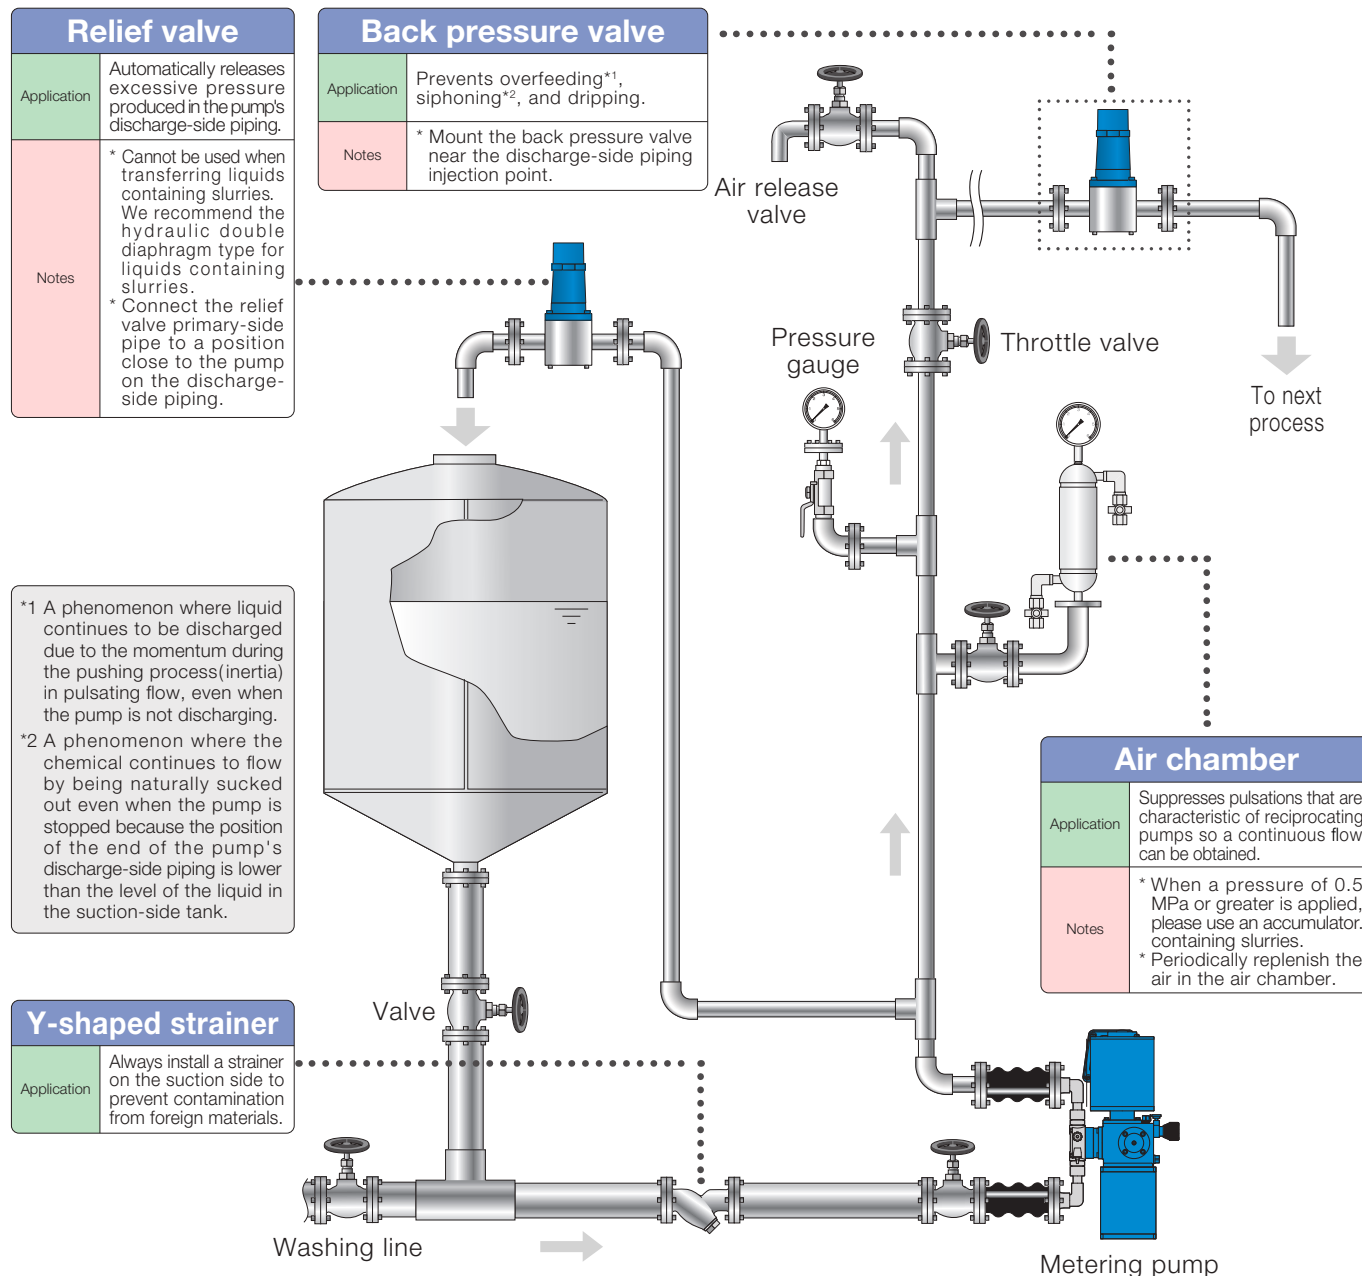 Relief valve
Application
Automatically releases
excessive pressure
produced in the pump's
discharge-side piping.
Notes
* Cannot be used when
transferring liquids
containing slurries.
We recommend the
hydraulic double
diaphragm type for
liquids containing
slurries.
* Connect the relief
valve primary-side
pipe to a position
close to the pump
on the discharge-
side piping.
Back pressure valve
Application
Prevents overfeeding*1,
siphoning*2, and dripping.
Notes
* Mount the back pressure valve
near the discharge-side piping
injection point.
Air release
valve
Pressure
gauge
Throttle valve
To next
process
*1 A phenomenon where liquid
continues to be discharged
due to the momentum during
the pushing process(inertia)
in pulsating flow, even when
the pump is not discharging.
*2 A phenomenon where the
chemical continues to flow
by being naturally sucked
out even when the pump is
stopped because the position
of the end of the pump's
discharge-side piping is lower
than the level of the liquid in
the suction-side tank.
Air chamber
Application
Suppresses pulsations that are
characteristic of reciprocating
pumps so a continuous flow
can be obtained.
Notes
* When a pressure of 0.5
MPa or greater is applied,
please use an accumulator.
containing slurries.
* Periodically replenish the
air in the air chamber.
Valve
Y-shaped strainer
Application
Always install a strainer
on the suction side to
prevent contamination
from foreign materials.
Washing line
Metering pump